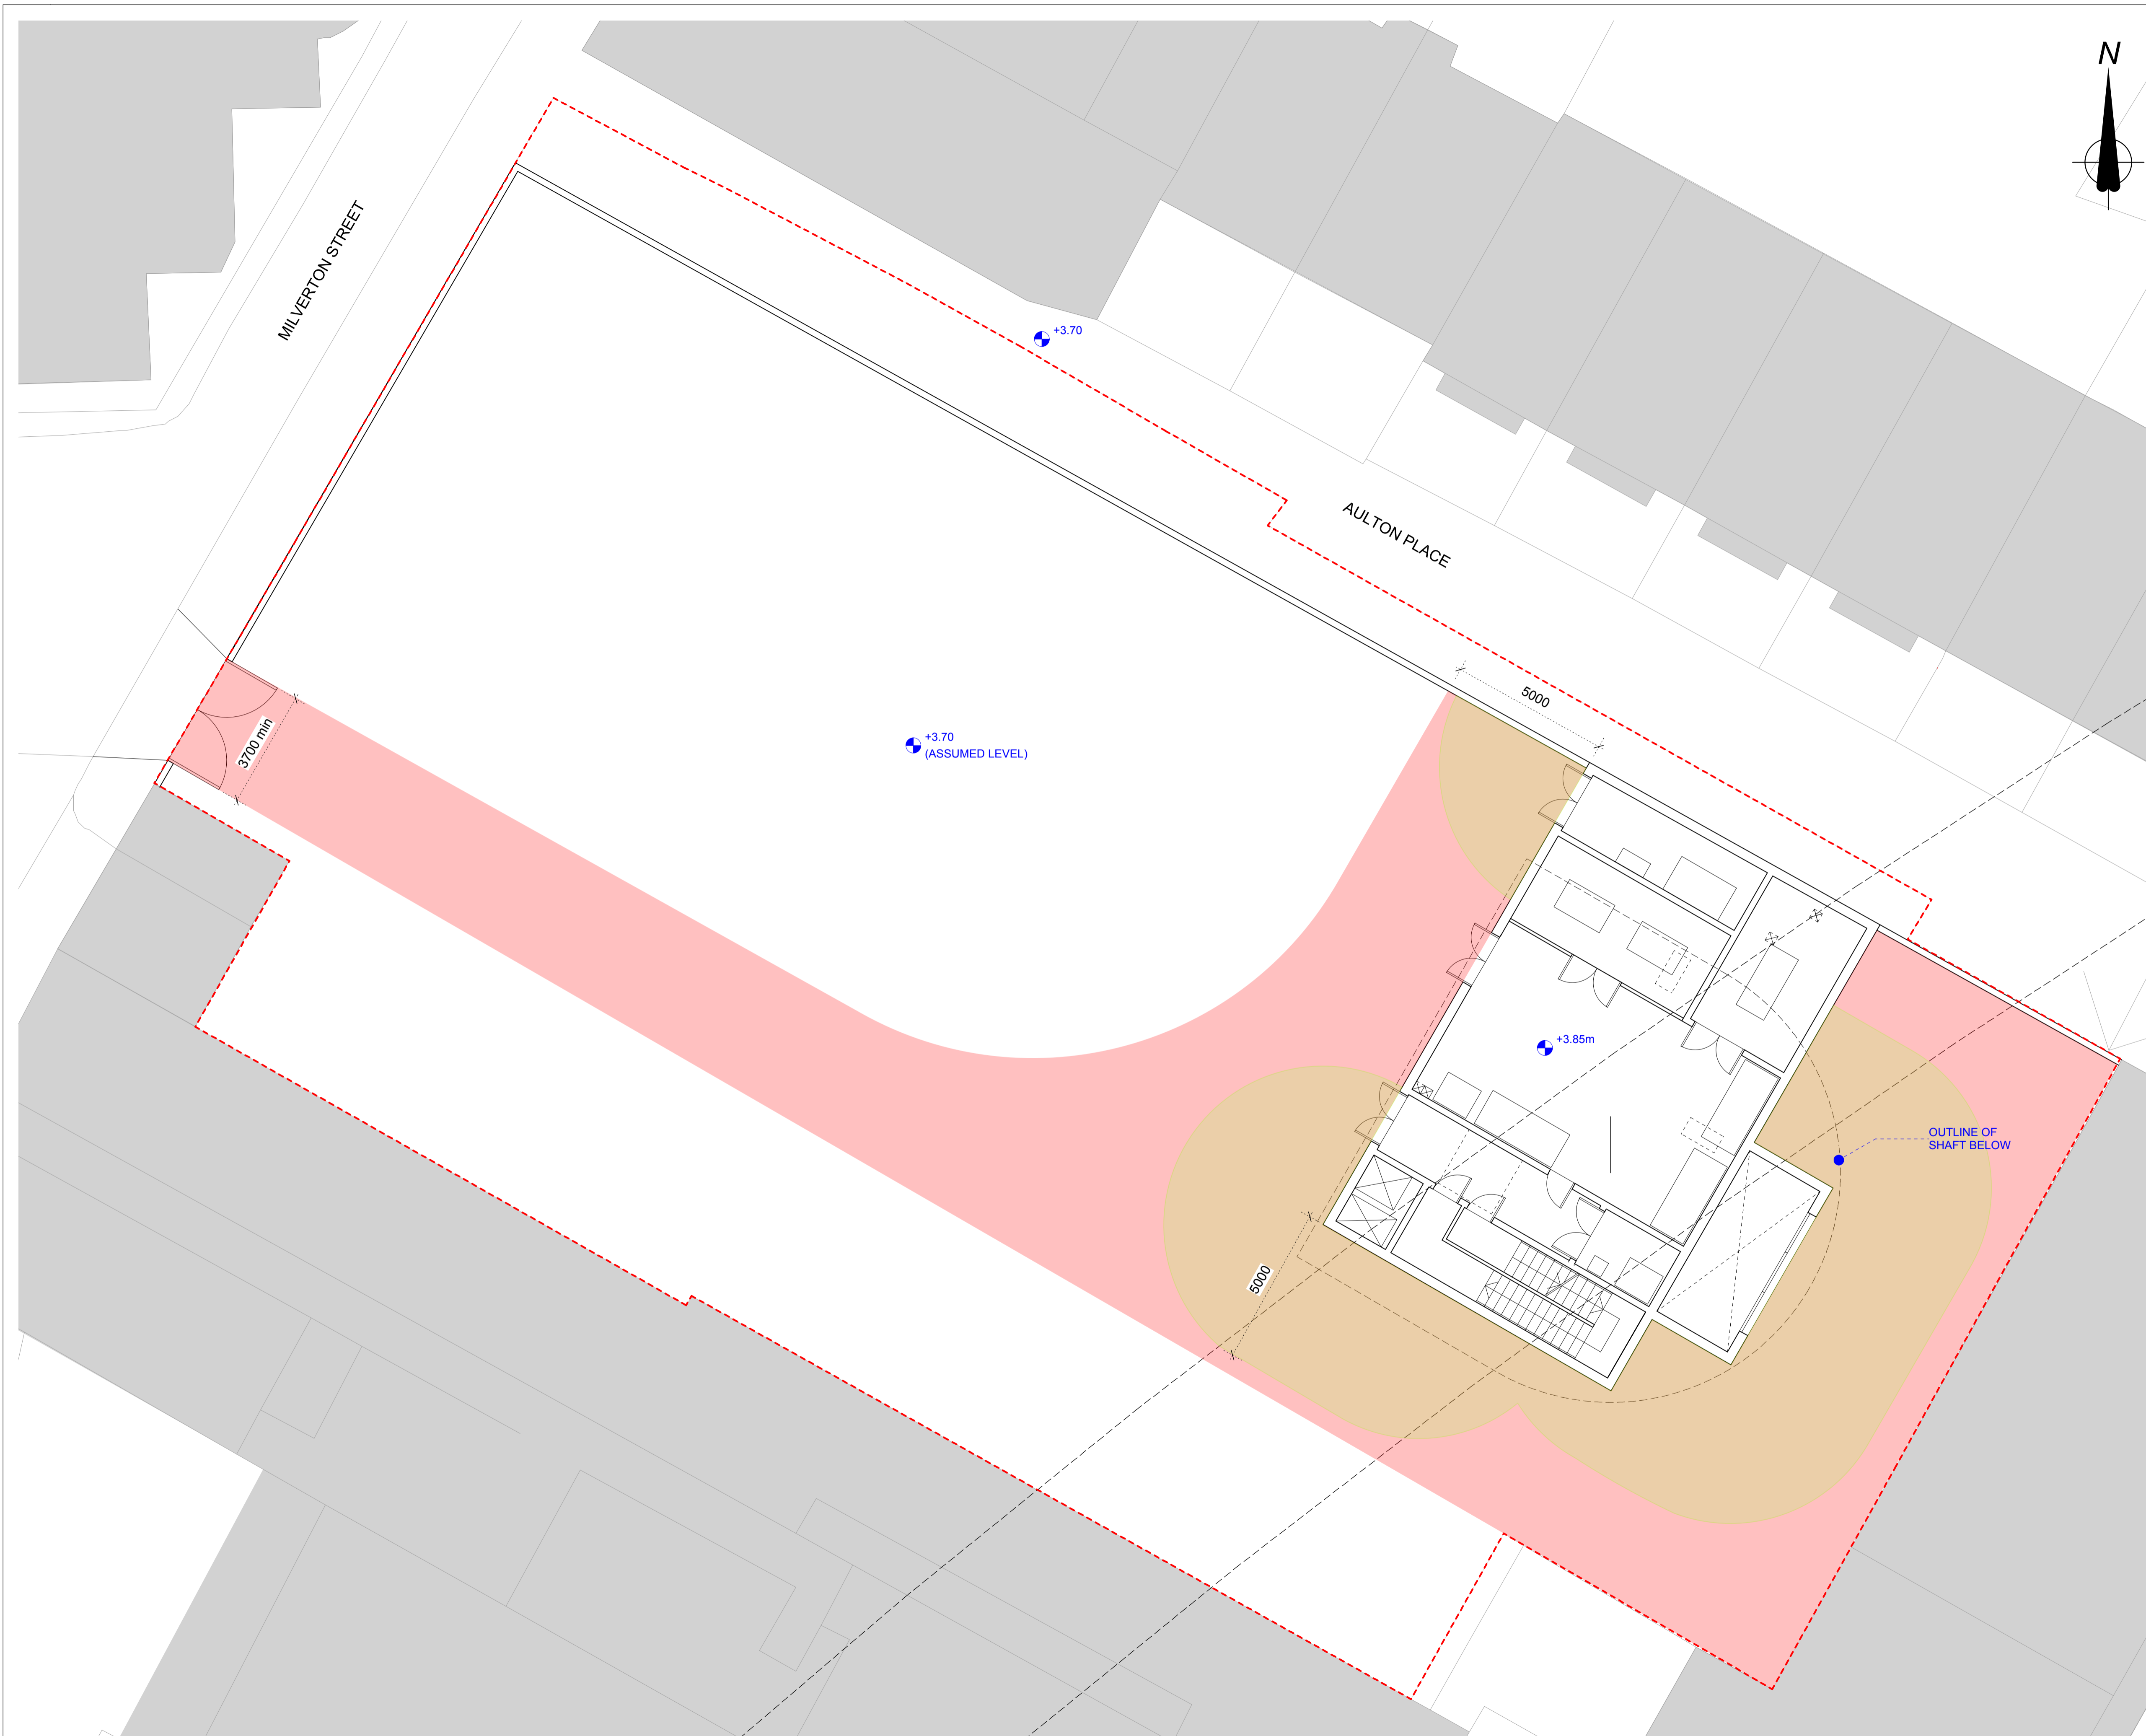 N
MILVERTON STREET
+3.70
AULTON PLACE
5000
3700 min
+3.70
(ASSUMED LEVEL)
+3.85m
OUTLINE OF
SHAFT BELOW
5000